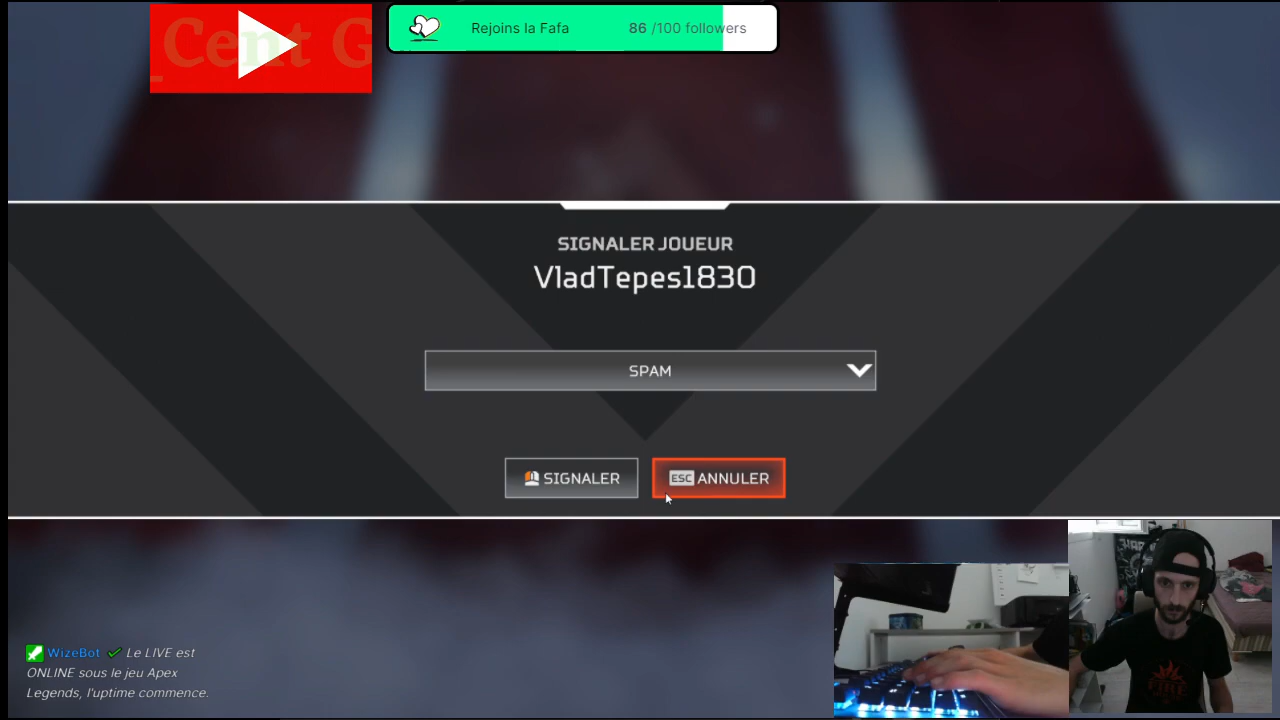 _Cent G
Rejoins la Fafa 86 /100 followers
SIGNALER JOUEUR
VladTepes1830
SPAM
SIGNALER
ESC ANNULER
WizeBot Le LIVE est
ONLINE sous le jeu Apex
Legends, l'uptime commence.